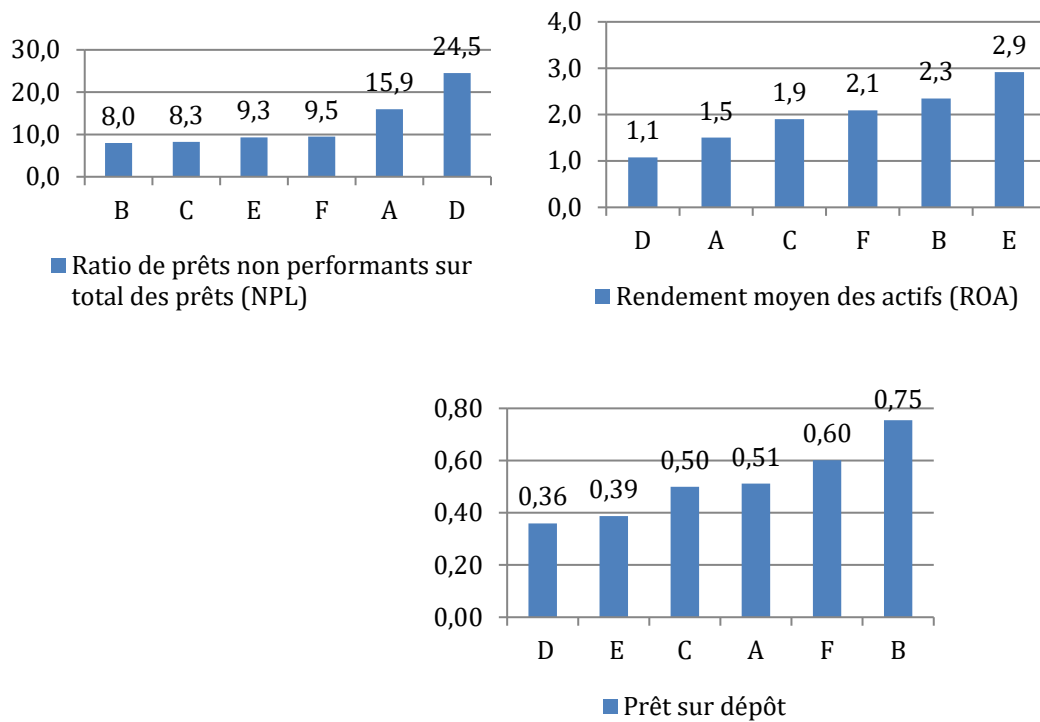 30,0
20,0
10,0
0,0
8,0 8,3 9,3 9,5 15,9 24,5
B C E F A D
Ratio de prêts non performants sur
total des prêts (NPL)
4,0
3,0
2,0
1,0
0,0
1,1 1,5 1,9 2,1 2,3 2,9
D A C F B E
Rendement moyen des actifs (ROA)
0,80
0,60
0,40
0,20
0,00
0,36 0,39 0,50 0,51 0,60 0,75
D E C A F B
Prêt sur dépôt